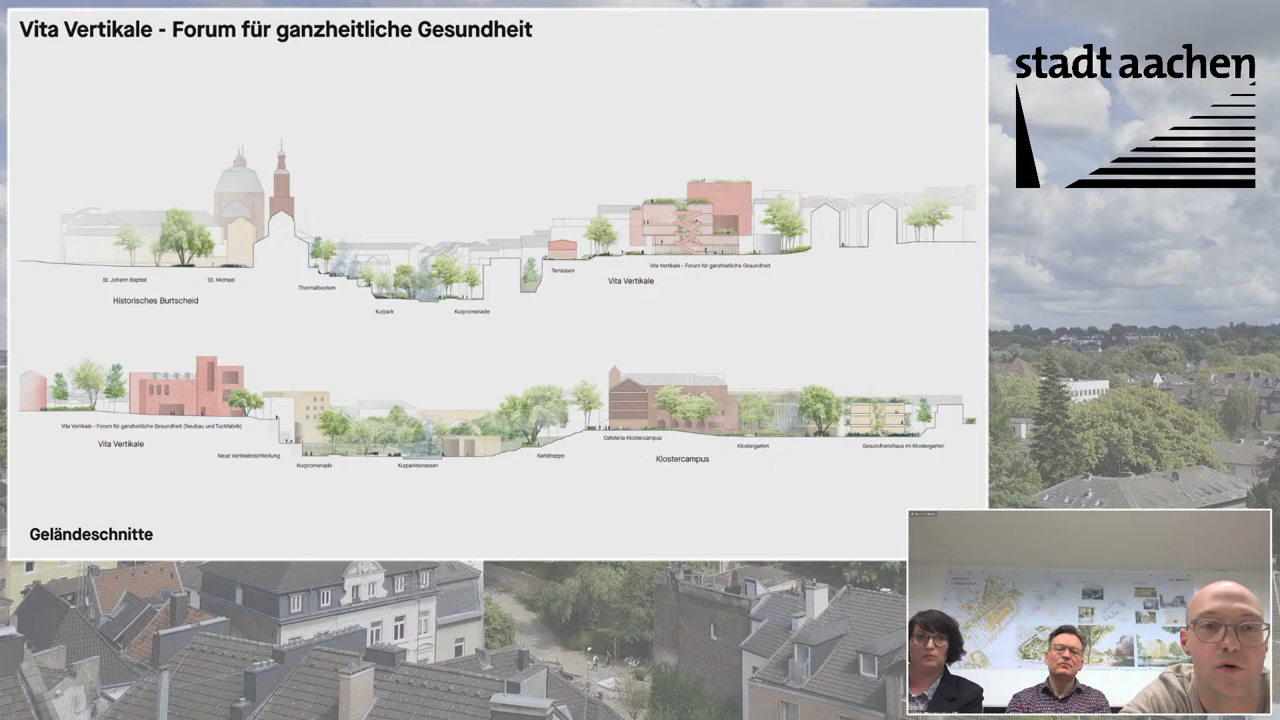 Vita Vertikale - Forum für ganzheitliche Gesundheit
stadt aachen
St. Johann Baptist
St. Michael
Historisches Burtscheid
Thermalbecken
Kurpark
Kurpromenade
Terrassen
Vita Vertikale - Forum für ganzheitliche Gesundheit
Vita Vertikale
Vita Vertikale - Forum für ganzheitliche Gesundheit (Neubau und Tuchfabrik)
Vita Vertikale
Neue Vertikalerschließung
Kurpromenade
Kurparkterrassen
Karlstreppe
Cafeteria Klostercampus
Klostercampus
Klostergarten
Gesundheitshaus im Klostergarten
Geländeschnitte